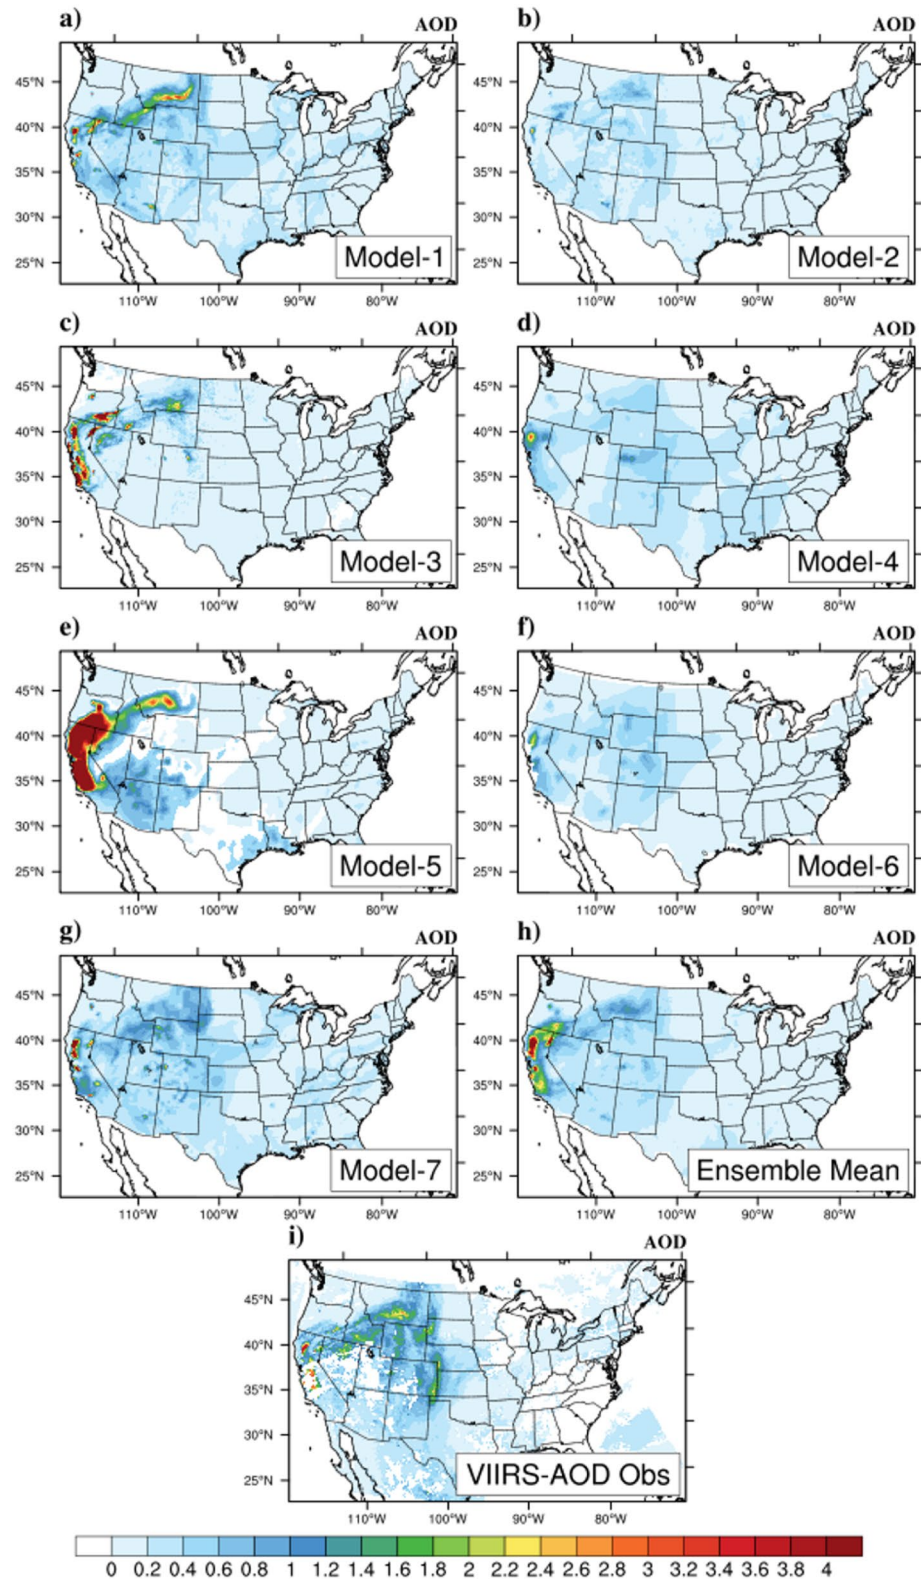 a) AOD b) AOD
45°N 45°N
40°N 40°N
35°N 35°N
30°N 30°N
25°N Model-1 25°N Model-2
110°W 100°W 90°W 80°W 110°W 100°W 90°W 80°W
c) AOD d) AOD
45°N 45°N
40°N 40°N
35°N 35°N
30°N 30°N
25°N Model-3 25°N Model-4
110°W 100°W 90°W 80°W 110°W 100°W 90°W 80°W
e) AOD f) AOD
45°N 45°N
40°N 40°N
35°N 35°N
30°N 30°N
25°N Model-5 25°N Model-6
110°W 100°W 90°W 80°W 110°W 100°W 90°W 80°W
g) AOD h) AOD
45°N 45°N
40°N 40°N
35°N 35°N
30°N 30°N
25°N Model-7 25°N Ensemble Mean
110°W 100°W 90°W 80°W 110°W 100°W 90°W 80°W
i) AOD
45°N
40°N
35°N
30°N
25°N VIIRS-AOD Obs
110°W 100°W 90°W 80°W
0 0.2 0.4 0.6 0.8 1 1.2 1.4 1.6 1.8 2 2.2 2.4 2.6 2.8 3 3.2 3.4 3.6 3.8 4